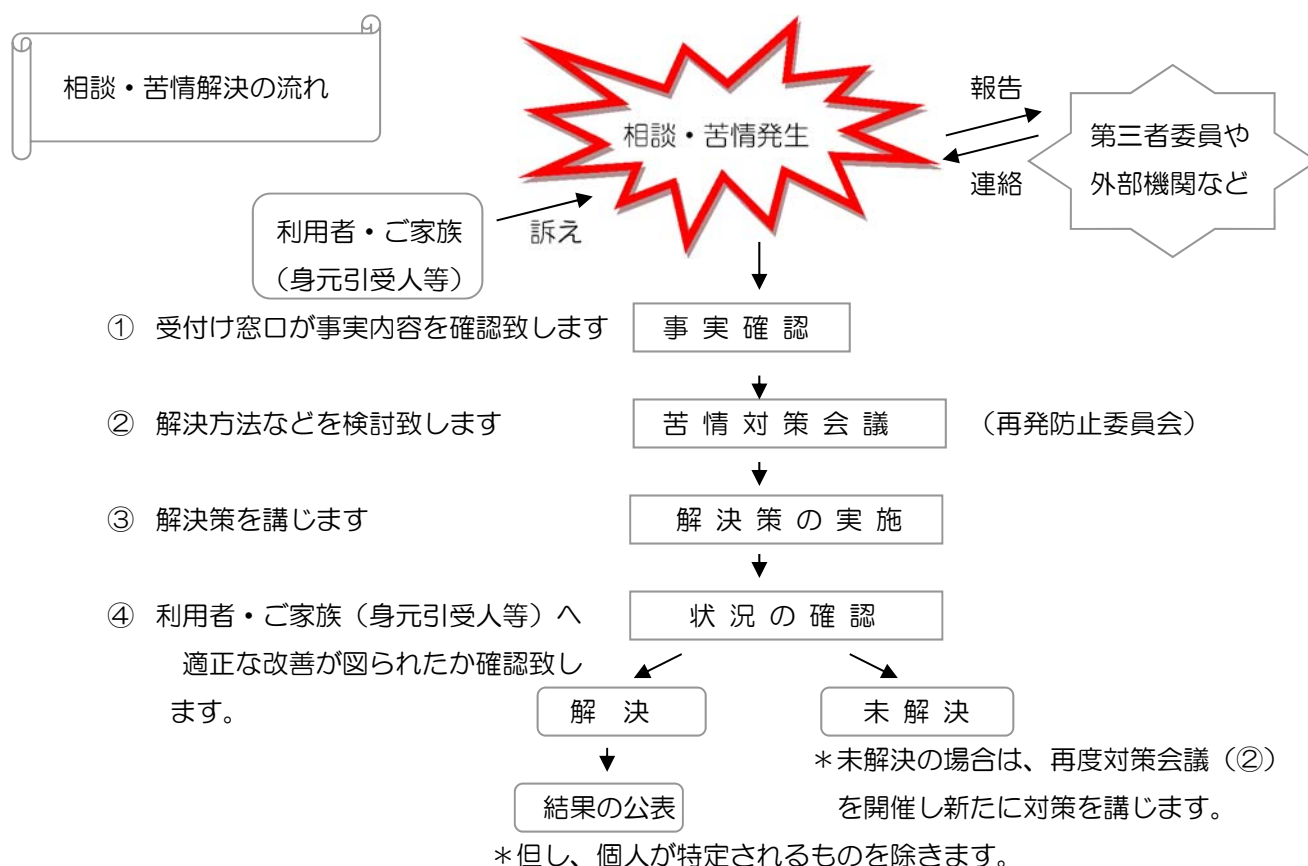 相談・苦情解決の流れ
相談・苦情発生
報告
連絡
第三者委員や
外部機関など
利用者・ご家族
（身元引受人等）
訴え
① 受付け窓口が事実内容を確認致します
事 実 確 認
② 解決方法などを検討致します
苦 情 対 策 会 議
（再発防止委員会）
③ 解決策を講じます
解 決 策 の 実 施
④ 利用者・ご家族（身元引受人等）へ
適正な改善が図られたか確認致し
ます。
状 況 の 確 認
解 決
未 解 決
＊未解決の場合は、再度対策会議（②）
を開催し新たに対策を講じます。
結果の公表
＊但し、個人が特定されるものを除きます。